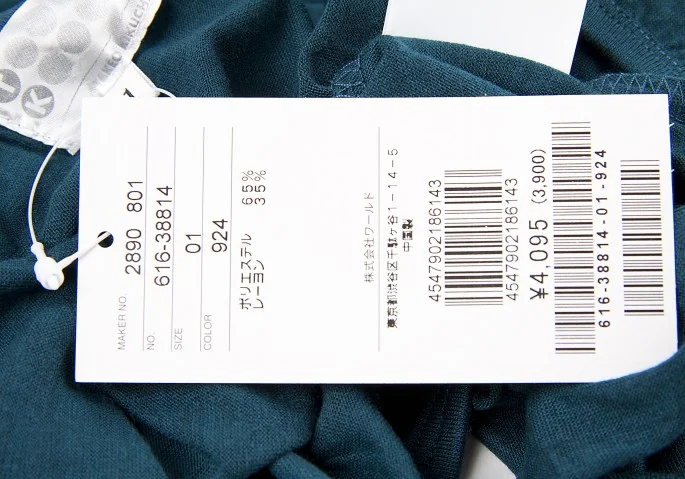 MAKER NO.
2890 801
NO
616-38814
SIZE
01
COLOR
924
ポリエステル 65%
レーヨン 35%
株式会社ワールド
東京都渋谷区千駄ヶ谷1-14-5
中国製
4547902186143
4547902186143
¥4,095 (3,900)
616-38814-01-924